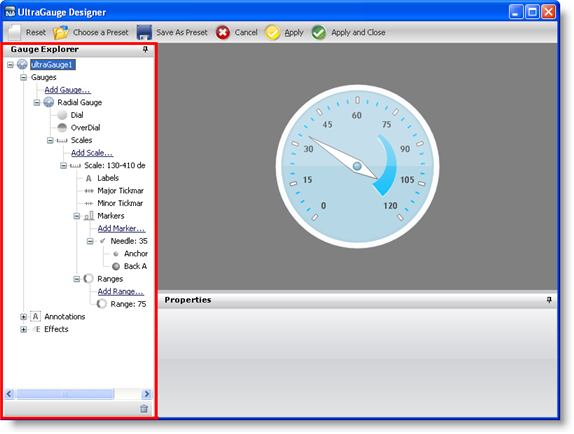 UltraGauge Designer
Reset Choose a Preset Save As Preset Cancel Apply Apply and Close
Gauge Explorer
ultraGauge1
Gauges
Add Gauge...
Radial Gauge
Dial
OverDial
Scales
Add Scale...
Scale: 130-410 de
A Labels
Major Tickmar
Minor Tickmar
Markers
Add Marker...
Needle: 35
Anchor
Back A
Ranges
Add Range...
Range: 75
A Annotations
E Effects
60
45 75
30 90
15 105
0 120
Properties